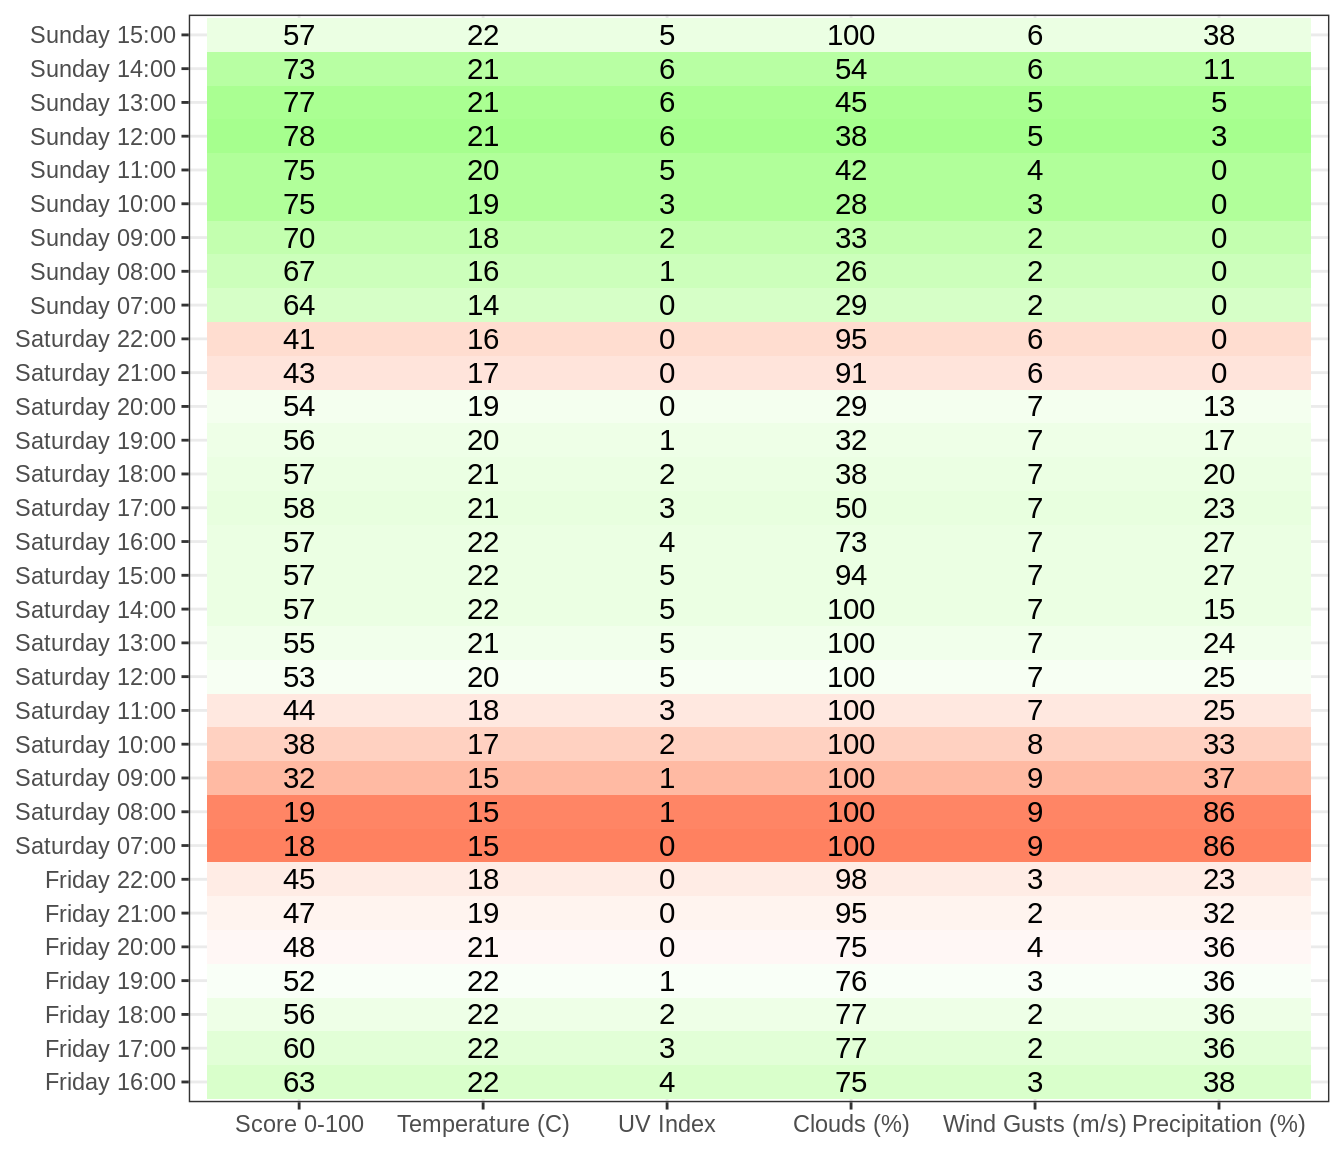 Sunday 15:00 57 22 5 100 6 38
Sunday 14:00 73 21 6 54 6 11
Sunday 13:00 77 21 6 45 5 5
Sunday 12:00 78 21 6 38 5 3
Sunday 11:00 75 20 5 42 4 0
Sunday 10:00 75 19 3 28 3 0
Sunday 09:00 70 18 2 33 2 0
Sunday 08:00 67 16 1 26 2 0
Sunday 07:00 64 14 0 29 2 0
Saturday 22:00 41 16 0 95 6 0
Saturday 21:00 43 17 0 91 6 0
Saturday 20:00 54 19 0 29 7 13
Saturday 19:00 56 20 1 32 7 17
Saturday 18:00 57 21 2 38 7 20
Saturday 17:00 58 21 3 50 7 23
Saturday 16:00 57 22 4 73 7 27
Saturday 15:00 57 22 5 94 7 27
Saturday 14:00 57 22 5 100 7 15
Saturday 13:00 55 21 5 100 7 24
Saturday 12:00 53 20 5 100 7 25
Saturday 11:00 44 18 3 100 7 25
Saturday 10:00 38 17 2 100 8 33
Saturday 09:00 32 15 1 100 9 37
Saturday 08:00 19 15 1 100 9 86
Saturday 07:00 18 15 0 100 9 86
Friday 22:00 45 18 0 98 3 23
Friday 21:00 47 19 0 95 2 32
Friday 20:00 48 21 0 75 4 36
Friday 19:00 52 22 1 76 3 36
Friday 18:00 56 22 2 77 2 36
Friday 17:00 60 22 3 77 2 36
Friday 16:00 63 22 4 75 3 38
Score 0-100 Temperature (C) UV Index Clouds (%) Wind Gusts (m/s) Precipitation (%)